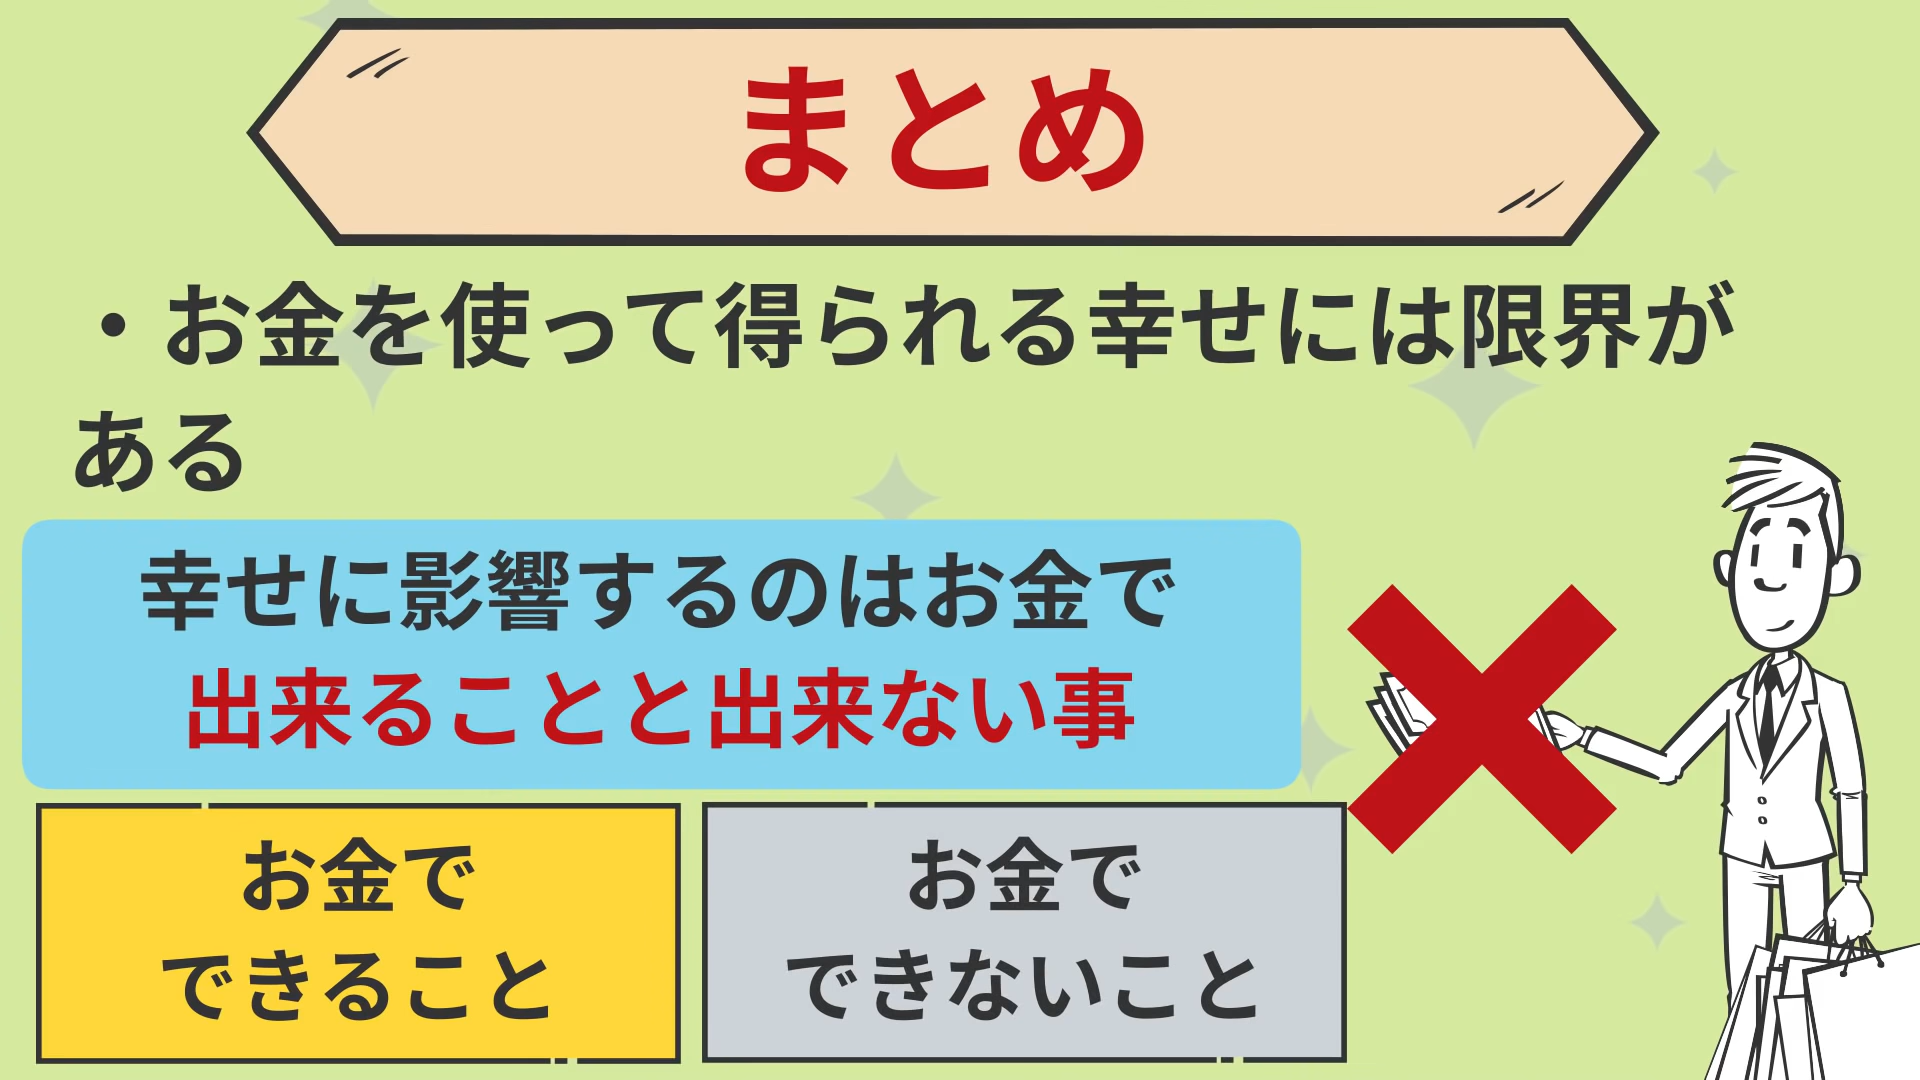 まとめ
・お金を使って得られる幸せには限界が
ある
幸せに影響するのはお金で
出来ることと出来ない事
お金で
できること
お金で
できないこと